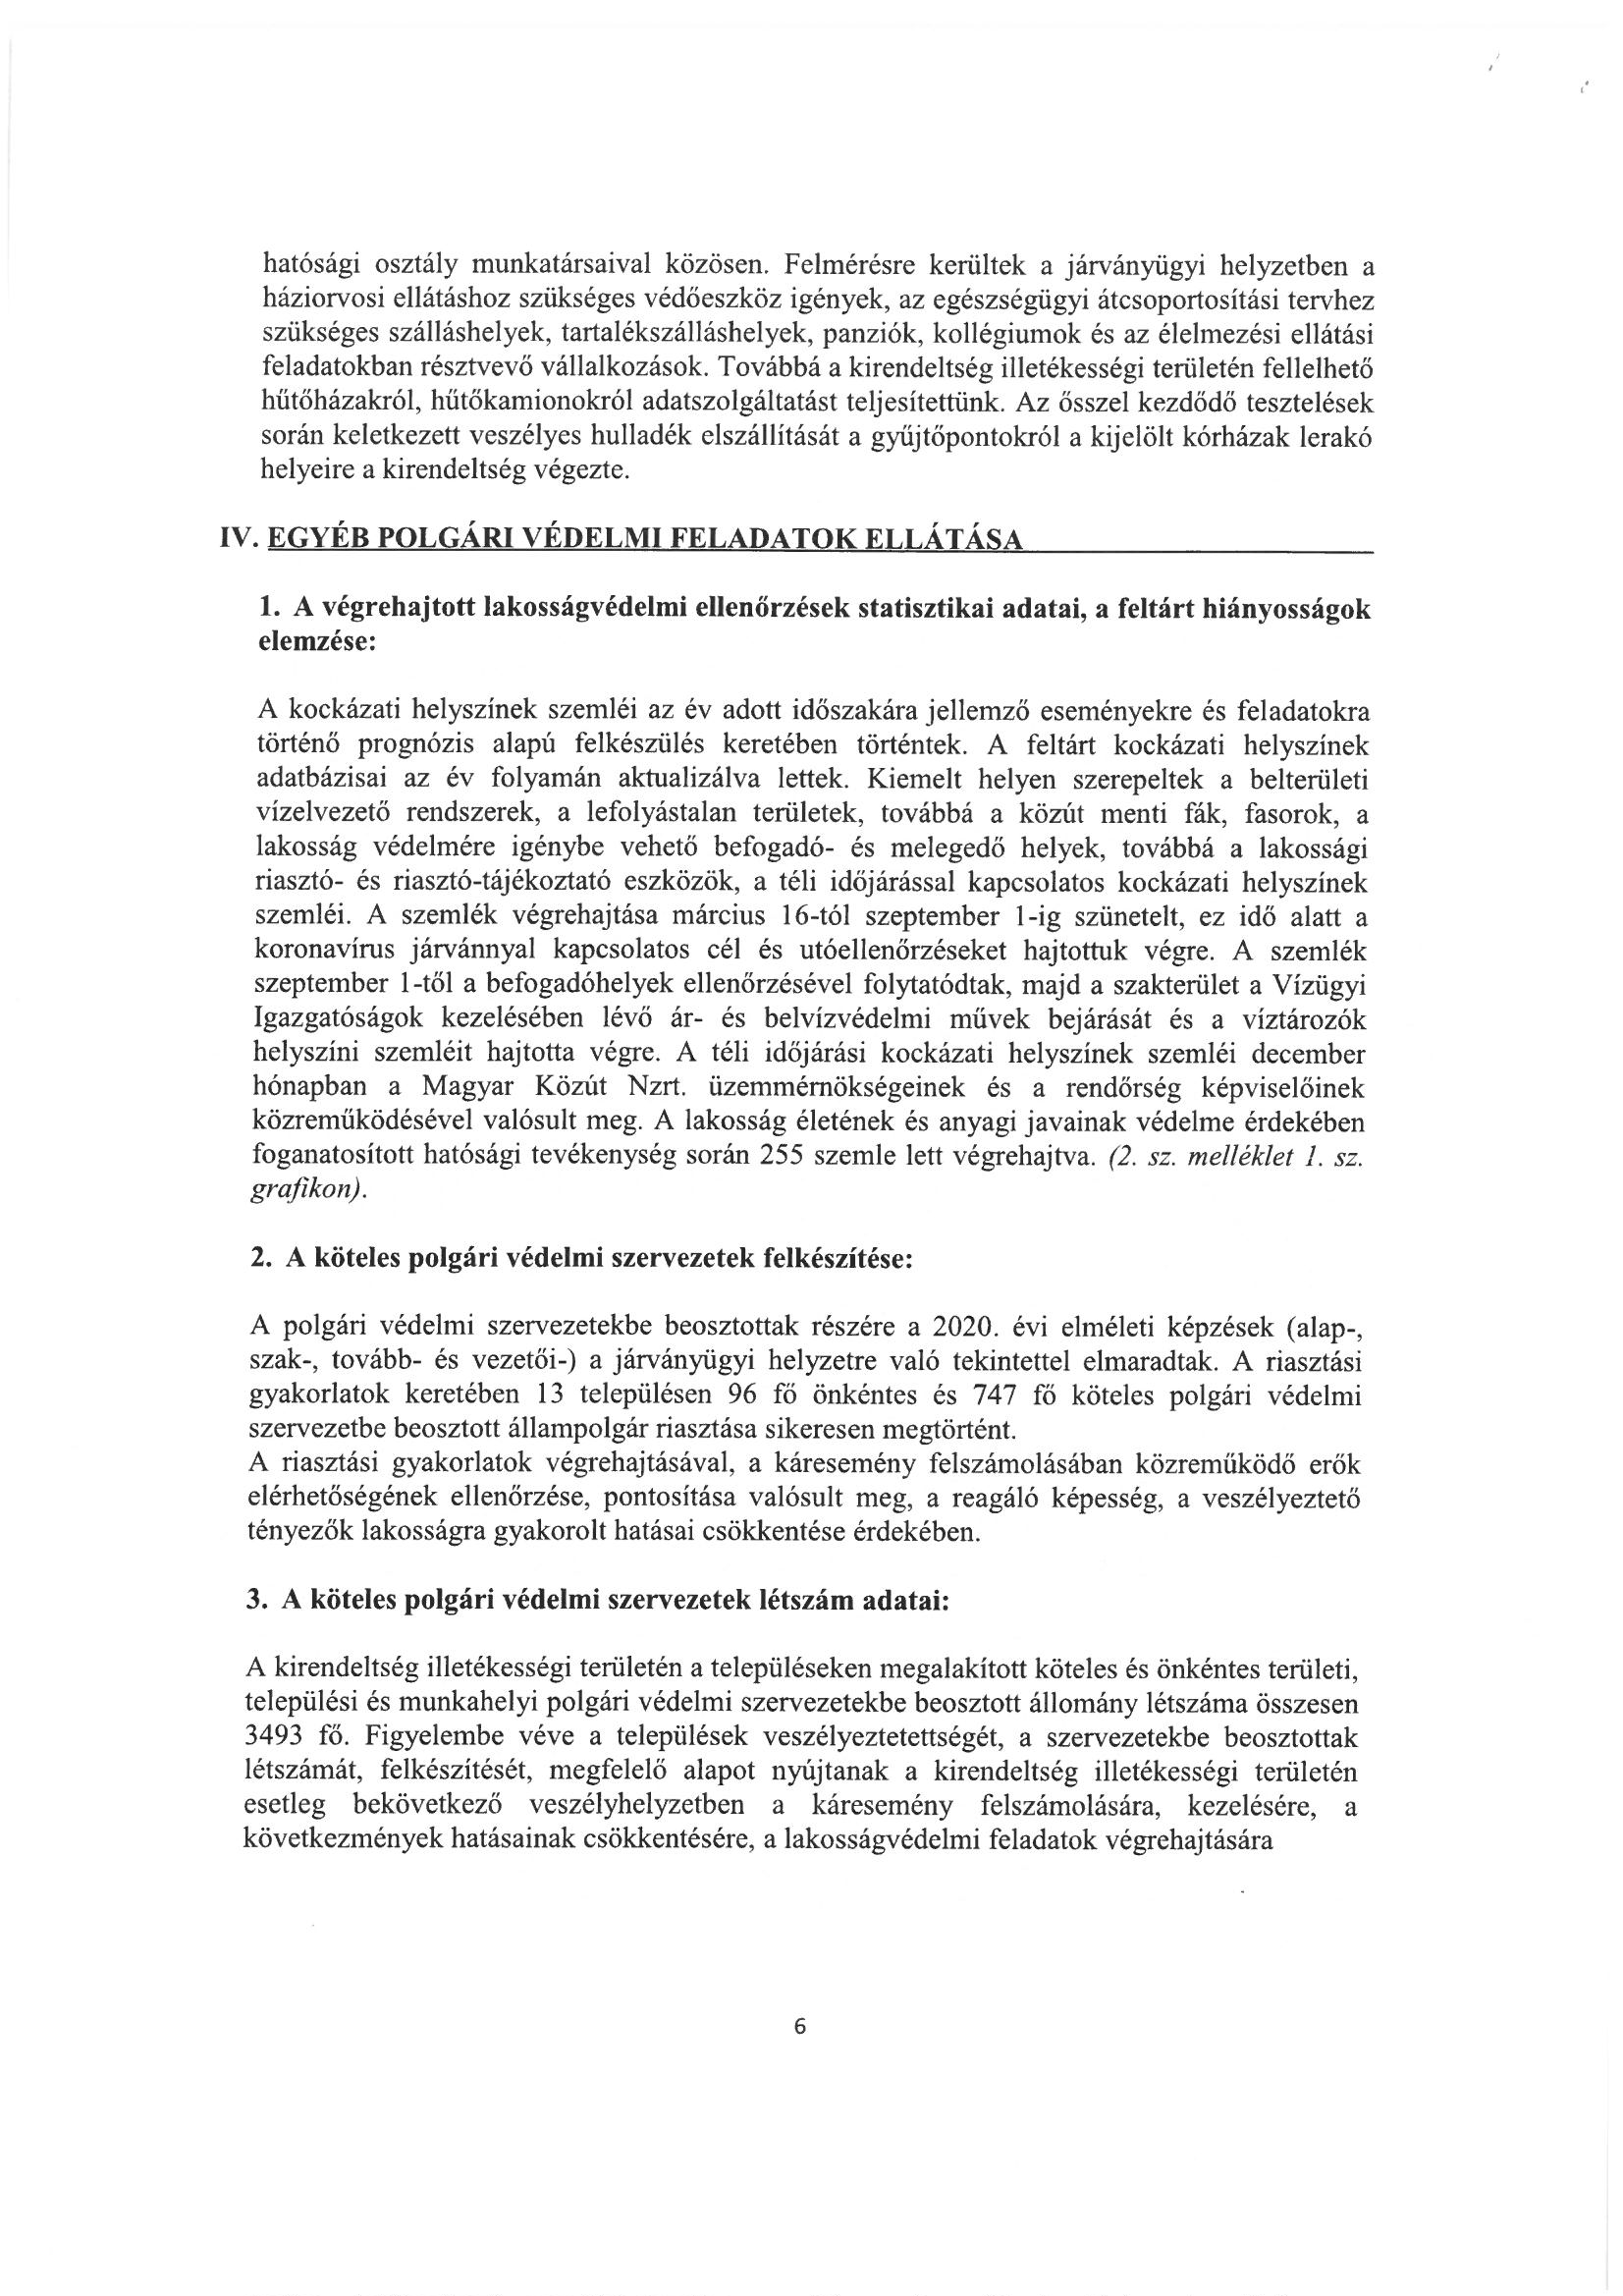 hatósági osztály munkatársaival közösen. Felmérésre kerültek a járványügyi helyzetben a
háziorvosi ellátáshoz szükséges védőeszköz igények, az egészségügyi átcsoportosítási tervhez
szükséges szálláshelyek, tartalékszálláshelyek, panziók, kollégiumok és az élelmezési ellátási
feladatokban résztvevő vállalkozások. Továbbá a kirendeltség illetékességi területén fellelhető
hűtőházakról, hűtőkamionokról adatszolgáltatást teljesítettünk. Az ősszel kezdődő tesztelések
során keletkezett veszélyes hulladék elszállítását a gyűjtőpontokról a kijelölt kórházak lerakó
helyeire a kirendeltség végezte.
IV. EGYÉB POLGÁRI VÉDELMI FELADATOK ELLÁTÁSA
1. A végrehajtott lakosságvédelmi ellenőrzések statisztikai adatai, a feltárt hiányosságok
elemzése:
A kockázati helyszínek szemléi az év adott időszakára jellemző eseményekre és feladatokra
történő prognózis alapú felkészülés keretében történtek. A feltárt kockázati helyszínek
adatbázisai az év folyamán aktualizálva lettek. Kiemelt helyen szerepeltek a belterületi
vízelvezető rendszerek, a lefolyástalan területek, továbbá a közút menti fák, fasorok, a
lakosság védelmére igénybe vehető befogadó- és melegedő helyek, továbbá a lakossági
riasztó- és riasztó-tájékoztató eszközök, a téli időjárással kapcsolatos kockázati helyszínek
szemléi. A szemlék végrehajtása március 16-tól szeptember 1-ig szünetelt, ez idő alatt a
koronavírus járvánnyal kapcsolatos cél és utóellenőrzéseket hajtottuk végre. A szemlék
szeptember 1-től a befogadóhelyek ellenőrzésével folytatódtak, majd a szakterület a Vízügyi
Igazgatóságok kezelésében lévő ár- és belvízvédelmi művek bejárását és a víztározók
helyszíni szemléit hajtotta végre. A téli időjárási kockázati helyszínek szemléi december
hónapban a Magyar Közút Nzrt. üzemmérnökségeinek és a rendőrség képviselőinek
közreműködésével valósult meg. A lakosság életének és anyagi javainak védelme érdekében
foganatosított hatósági tevékenység során 255 szemle lett végrehajtva. (2. sz. melléklet 1. sz.
grafikon).
2. A köteles polgári védelmi szervezetek felkészítése:
A polgári védelmi szervezetekbe beosztottak részére a 2020. évi elméleti képzések (alap-,
szak-, tovább- és vezetői-) a járványügyi helyzetre való tekintettel elmaradtak. A riasztási
gyakorlatok keretében 13 településen 96 fő önkéntes és 747 fő köteles polgári védelmi
szervezetbe beosztott állampolgár riasztása sikeresen megtörtént.
A riasztási gyakorlatok végrehajtásával, a káresemény felszámolásában közreműködő erők
elérhetőségének ellenőrzése, pontosítása valósult meg, a reagáló képesség, a veszélyeztető
tényezők lakosságra gyakorolt hatásai csökkentése érdekében.
3. A köteles polgári védelmi szervezetek létszám adatai:
A kirendeltség illetékességi területén a településeken megalakított köteles és önkéntes területi,
települési és munkahelyi polgári védelmi szervezetekbe beosztott állomány létszáma összesen
3493 fő. Figyelembe véve a települések veszélyeztetettségét, a szervezetekbe beosztottak
létszámát, felkészítését, megfelelő alapot nyújtanak a kirendeltség illetékességi területén
esetleg bekövetkező veszélyhelyzetben a káresemény felszámolására, kezelésére, a
következmények hatásainak csökkentésére, a lakosságvédelmi feladatok végrehajtására
6